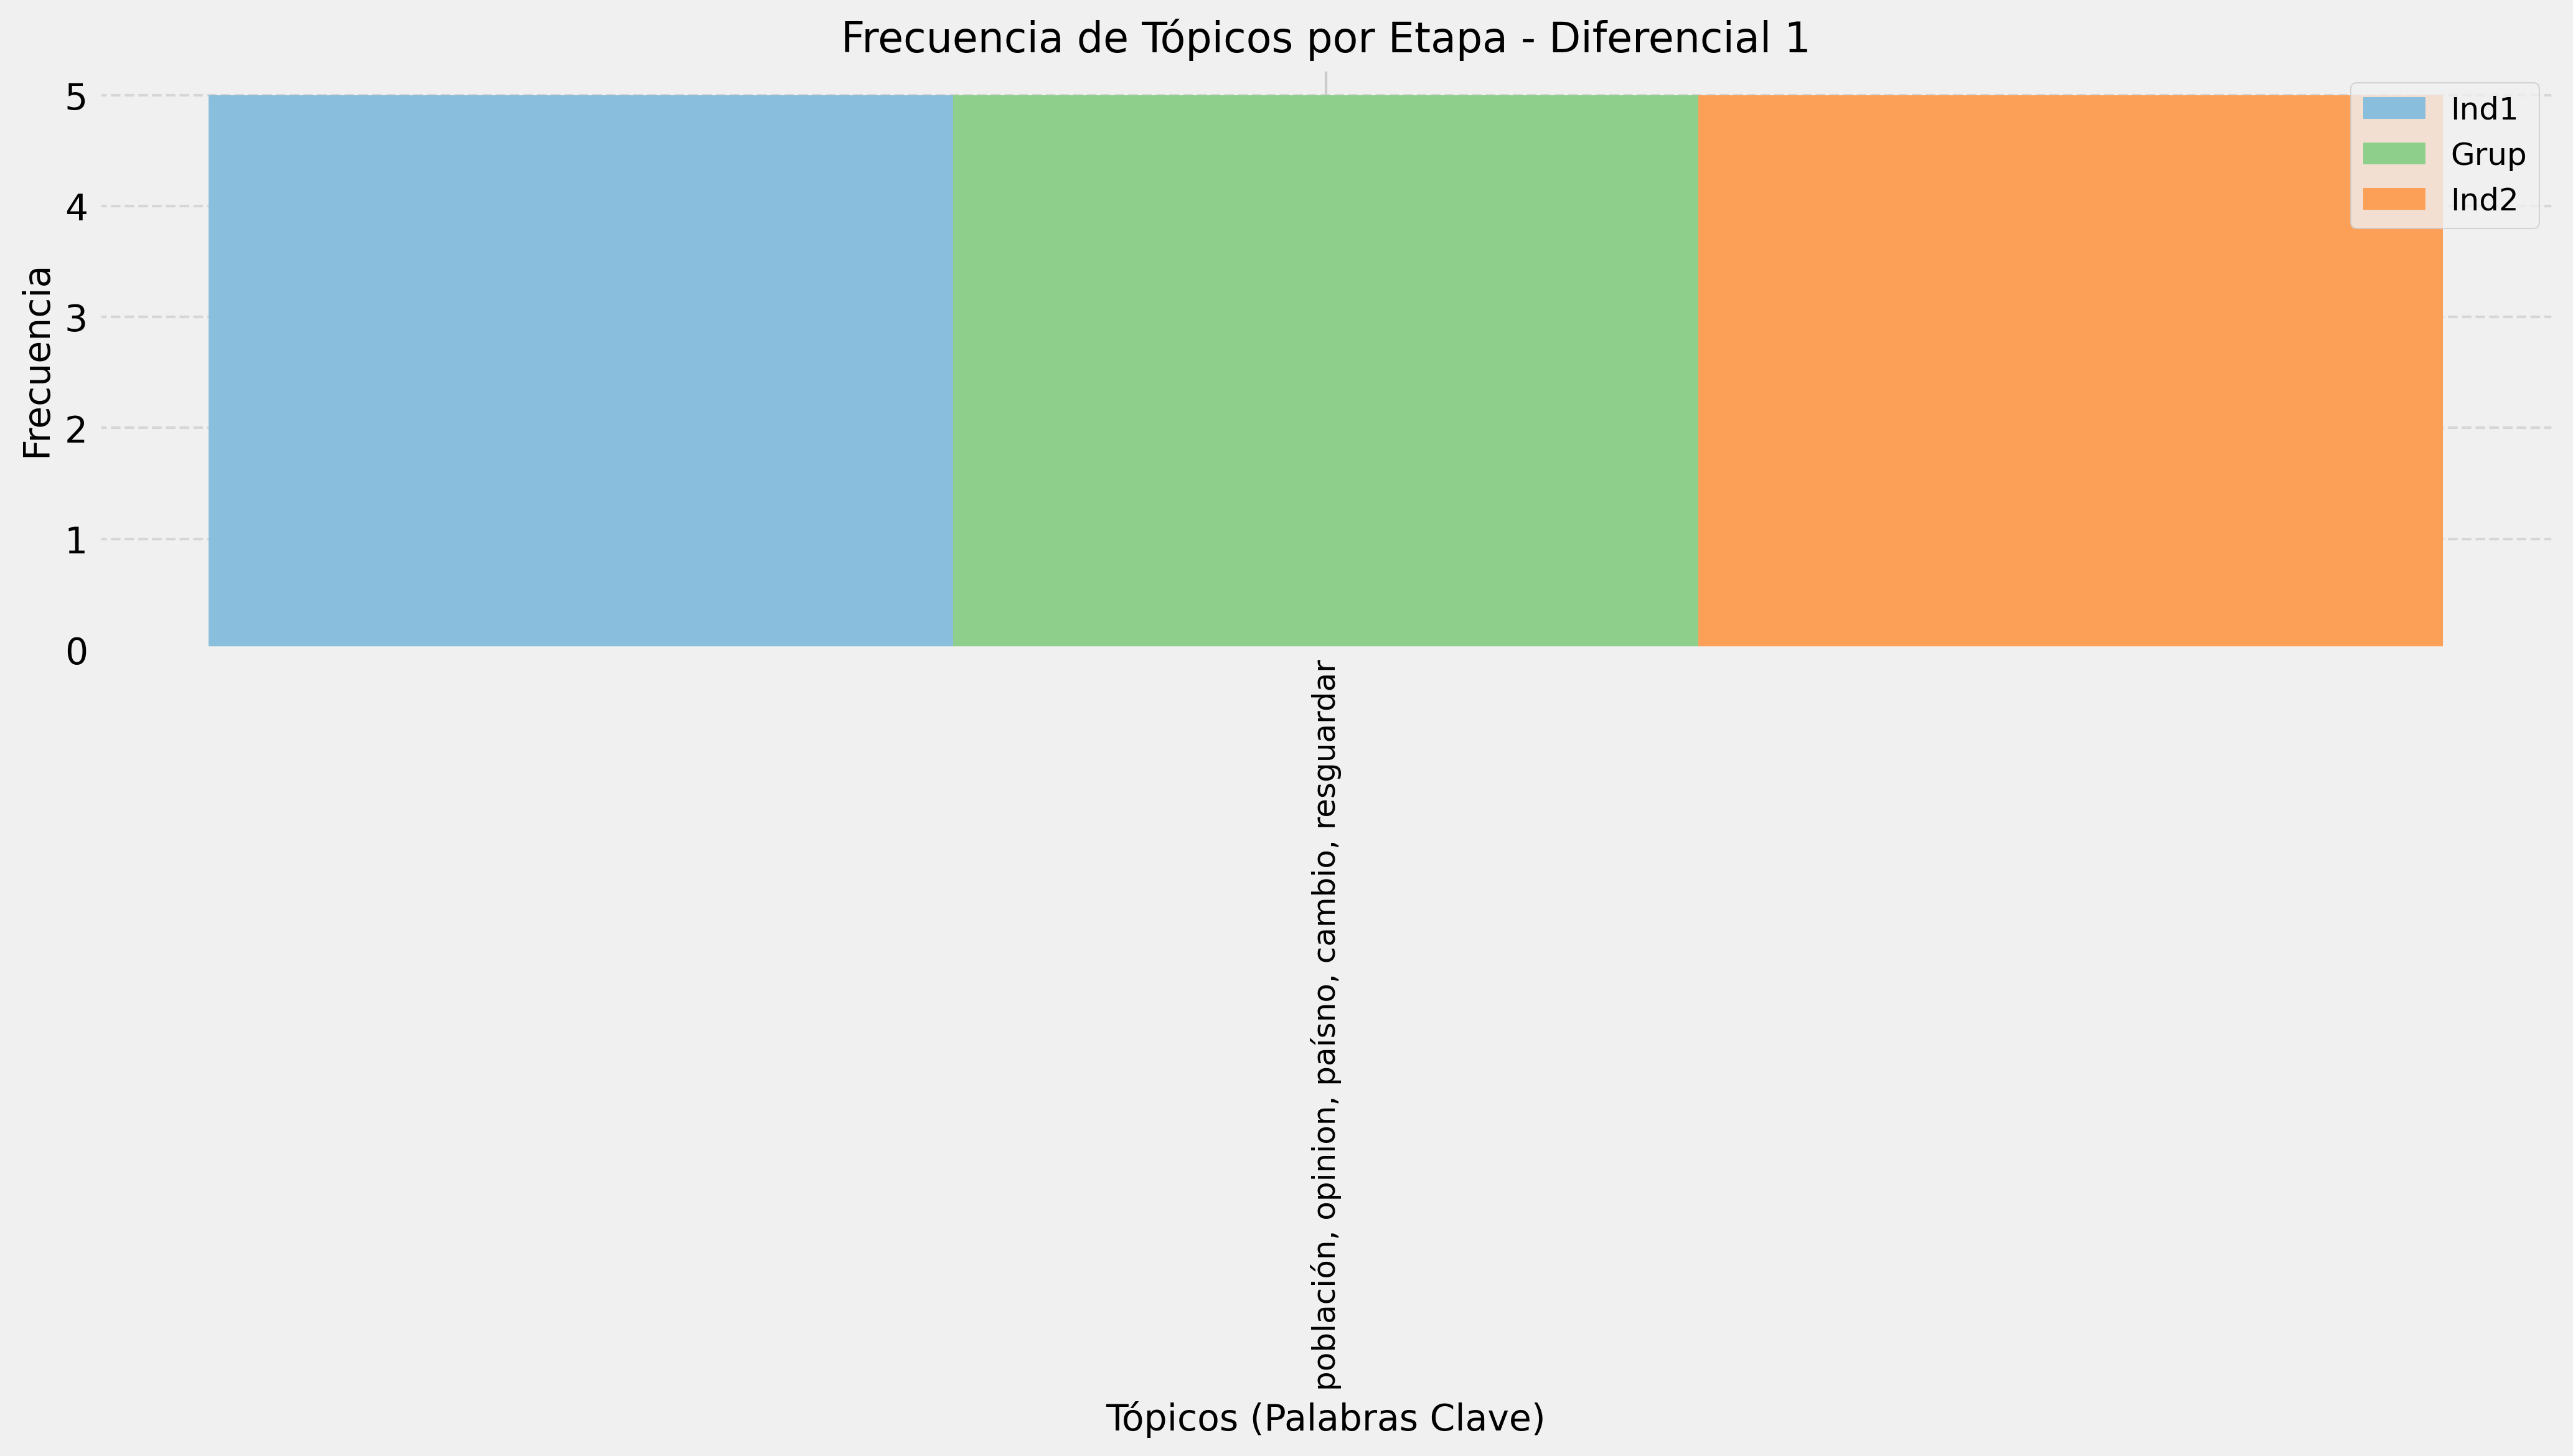 Frecuencia de Tópicos por Etapa - Diferencial 1
Frecuencia
5
4
3
2
1
0
Ind1
Grup
Ind2
población, opinion, paísno, cambio, resguardar
Tópicos (Palabras Clave)